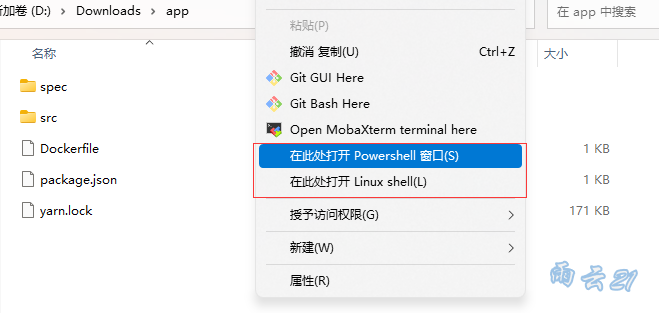 新加卷 (D:) > Downloads > app
在 app 中搜索
名称
大小
spec
src
Dockerfile
1 KB
package.json
1 KB
yarn.lock
171 KB
粘贴(P)
撤消 复制(U) Ctrl+Z
Git GUI Here
Git Bash Here
Open MobaXterm terminal here
在此处打开 Powershell 窗口(S)
在此处打开 Linux shell(L)
授予访问权限(G)
新建(W)
属性(R)
雨云21